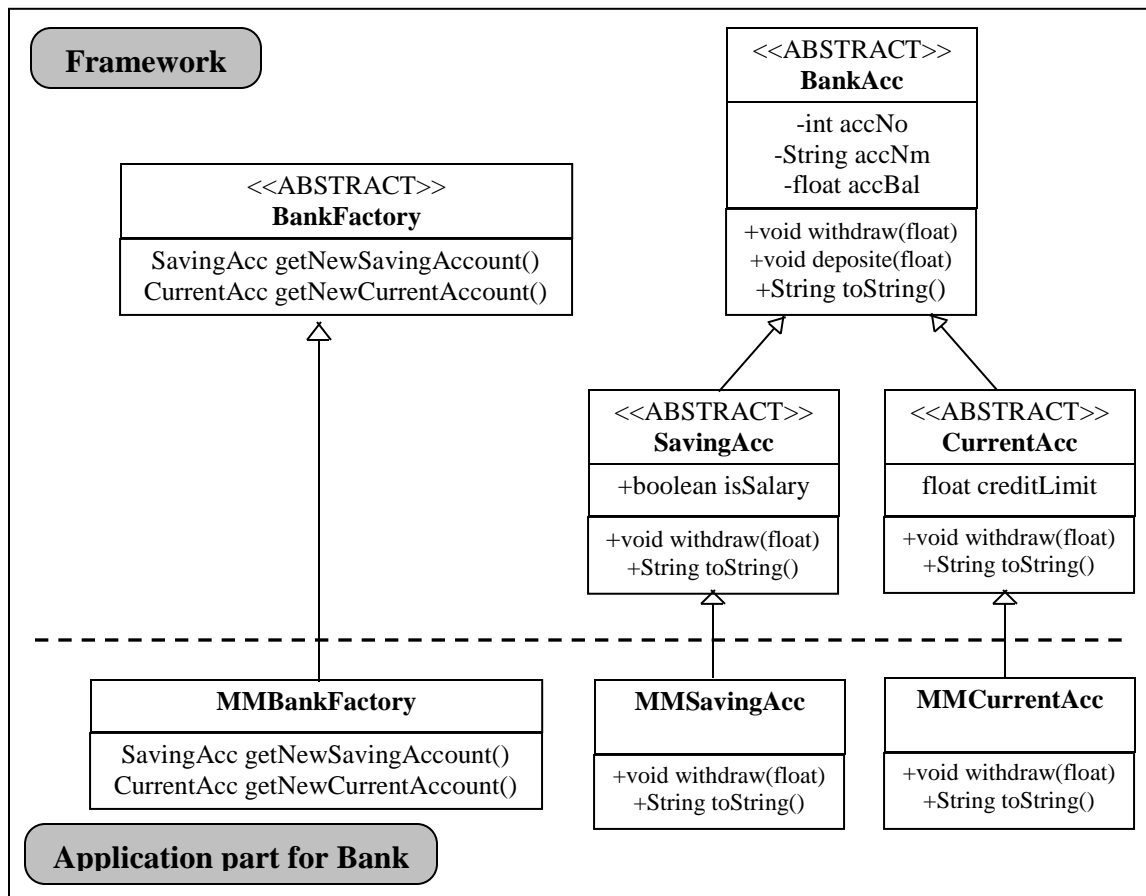 Framework
<<ABSTRACT>>
BankAcc
-int accNo
-String accNm
-float accBal
+void withdraw(float)
+void deposite(float)
+String toString()
<<ABSTRACT>>
BankFactory
SavingAcc getNewSavingAccount()
CurrentAcc getNewCurrentAccount()
<<ABSTRACT>>
SavingAcc
+boolean isSalary
+void withdraw(float)
+String toString()
<<ABSTRACT>>
CurrentAcc
float creditLimit
+void withdraw(float)
+String toString()
MMBankFactory
SavingAcc getNewSavingAccount()
CurrentAcc getNewCurrentAccount()
MMSavingAcc
+void withdraw(float)
+String toString()
MMCurrentAcc
+void withdraw(float)
+String toString()
Application part for Bank